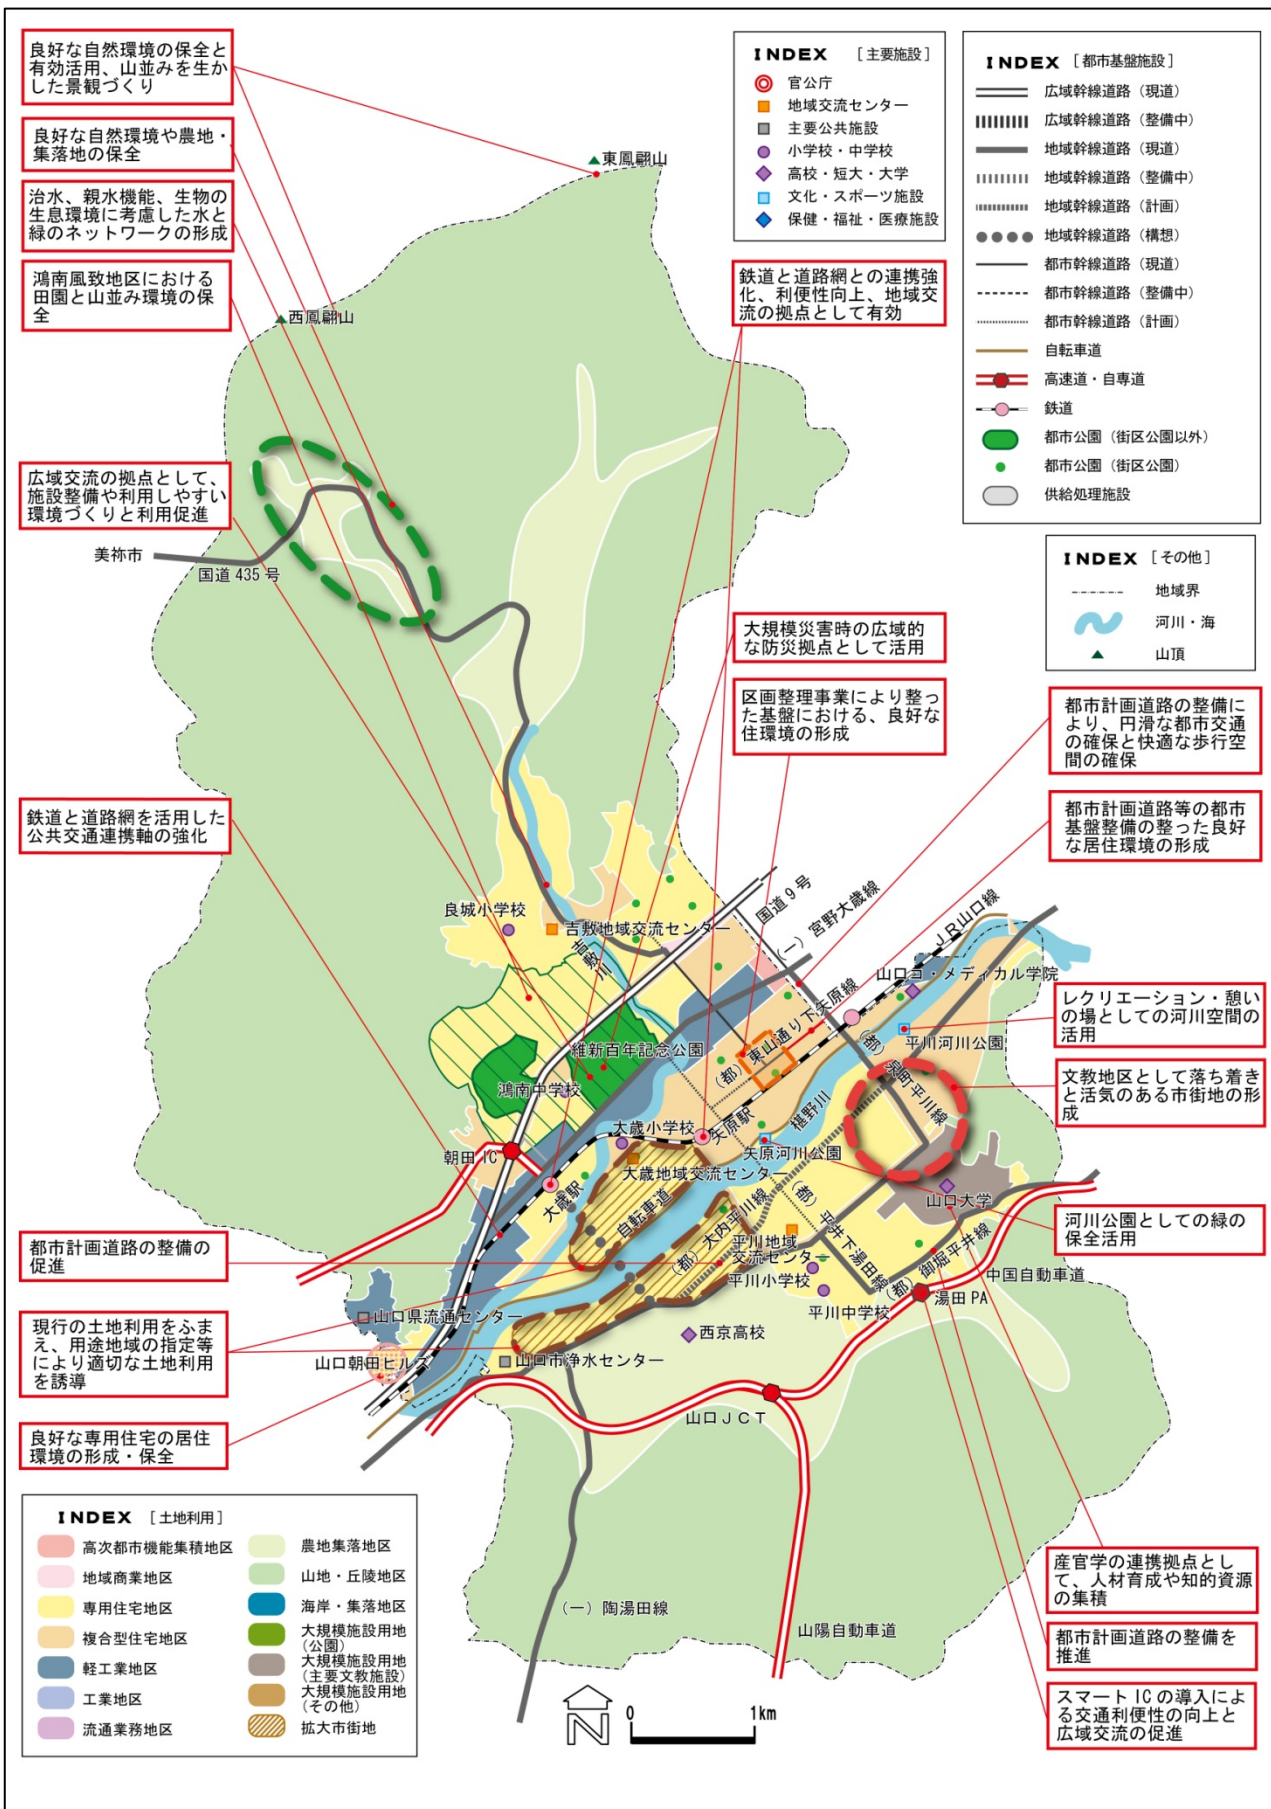 良好な自然環境の保全と
有効活用、山並みを生か
した景観づくり
良好な自然環境や農地・
集落地の保全
治水、親水機能、生物の
生息環境に考慮した水と
緑のネットワークの形成
鴻南風致地区における
田園と山並み環境の保
全
広域交流の拠点として、
施設整備や利用しやすい
環境づくりと利用促進
鉄道と道路網を活用した
公共交通連携軸の強化
都市計画道路の整備の
促進
現行の土地利用をふま
え、用途地域の指定等
により適切な土地利用
を誘導
良好な専用住宅の居住
環境の形成・保全
INDEX [主要施設]
官公庁
地域交流センター
主要公共施設
小学校・中学校
高校・短大・大学
文化・スポーツ施設
保健・福祉・医療施設
INDEX [都市基盤施設]
広域幹線道路（現道）
広域幹線道路（整備中）
地域幹線道路（現道）
地域幹線道路（整備中）
地域幹線道路（計画）
地域幹線道路（構想）
都市幹線道路（現道）
都市幹線道路（整備中）
都市幹線道路（計画）
自転車道
高速道・自専道
鉄道
都市公園（街区公園以外）
都市公園（街区公園）
供給処理施設
INDEX [その他]
地域界
河川・海
山頂
鉄道と道路網との連携強
化、利便性向上、地域交
流の拠点として有効
大規模災害時の広域的
な防災拠点として活用
区画整理事業により整っ
た基盤における、良好な
住環境の形成
都市計画道路の整備によ
り、円滑な都市交通
の確保と快適な歩行空
間の確保
都市計画道路等の都市
基盤整備の整った良好
な居住環境の形成
レクリエーション・憩い
の場としての河川空間の
活用
文教地区として落ち着き
と活気のある市街地の形
成
河川公園としての緑の
保全活用
産官学の連携拠点とし
て、人材育成や知的資源
の集積
都市計画道路の整備を
推進
スマートICの導入によ
る交通利便性の向上と
広域交流の促進
東鳳翩山
西鳳翩山
美祢市
国道435号
良城小学校
吉敷地域交流センター
吉敷川
国道9号
（一）宮野大歳線
JR山口線
山口コ・メディカル学院
維新百年記念公園
鴻南中学校
（都）東山通り下矢原線
平川河川公園
（都）泉町平川線
大歳小学校
矢原駅
椹野川
朝田IC
大歳駅
大歳地域交流センター
矢原河川公園
自転車道
（都）大内平川線
平川地域
交流センター
（都）平井下湯田線
山口大学
（都）御堀平井線
平川小学校
平川中学校
中国自動車道
湯田PA
西京高校
山口県流通センター
山口朝田ヒルズ
山口市浄水センター
山口JCT
（一）陶湯田線
山陽自動車道
INDEX [土地利用]
高次都市機能集積地区
地域商業地区
専用住宅地区
複合型住宅地区
軽工業地区
工業地区
流通業務地区
農地集落地区
山地・丘陵地区
海岸・集落地区
大規模施設用地
（公園）
大規模施設用地
（主要文教施設）
大規模施設用地
（その他）
拡大市街地
N
0 1km